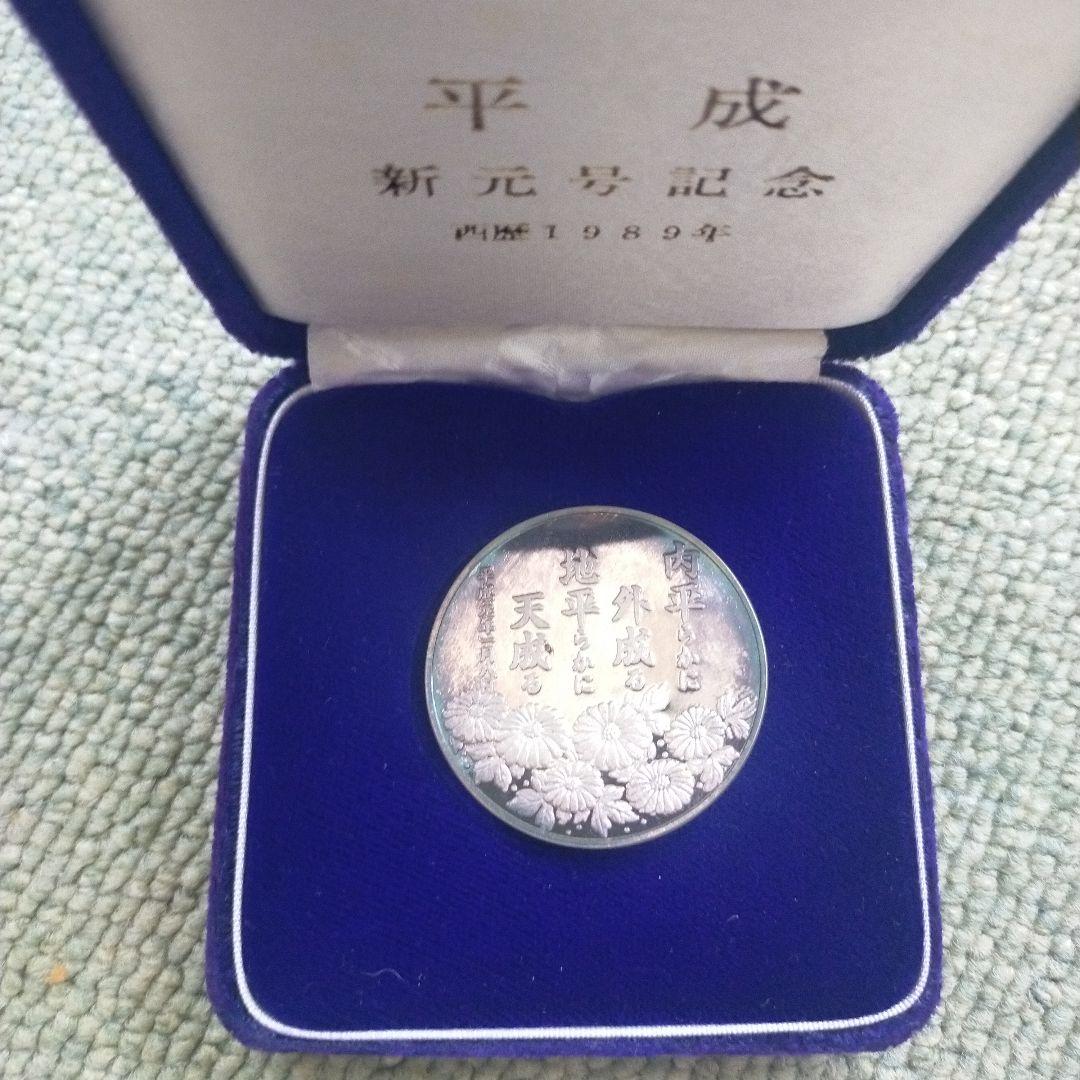 平成
新元号記念
西暦1989年
内平らかに
外成る
地平らかに
天成る